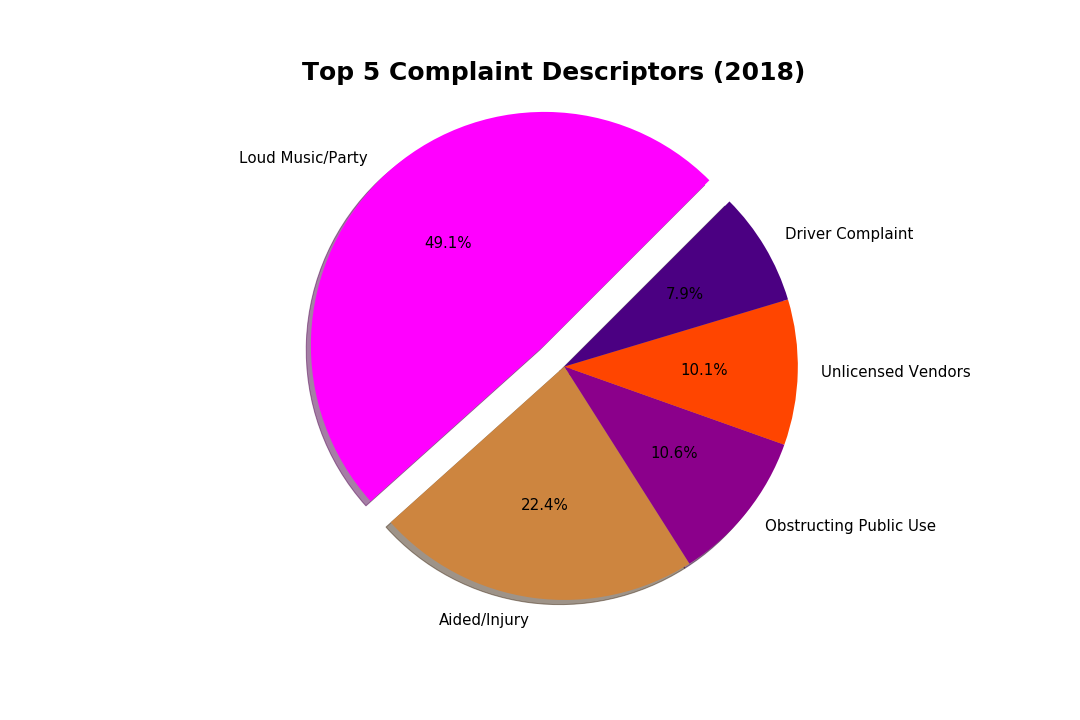 Top 5 Complaint Descriptors (2018)
Loud Music/Party
49.1%
Driver Complaint
7.9%
10.1%
Unlicensed Vendors
10.6%
22.4%
Obstructing Public Use
Aided/Injury